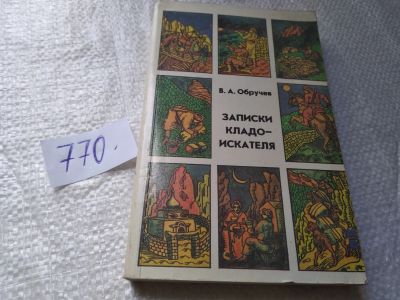 В. А. Обручев
ЗАПИСКИ
КЛАДО-
ИСКАТЕЛЯ
770.